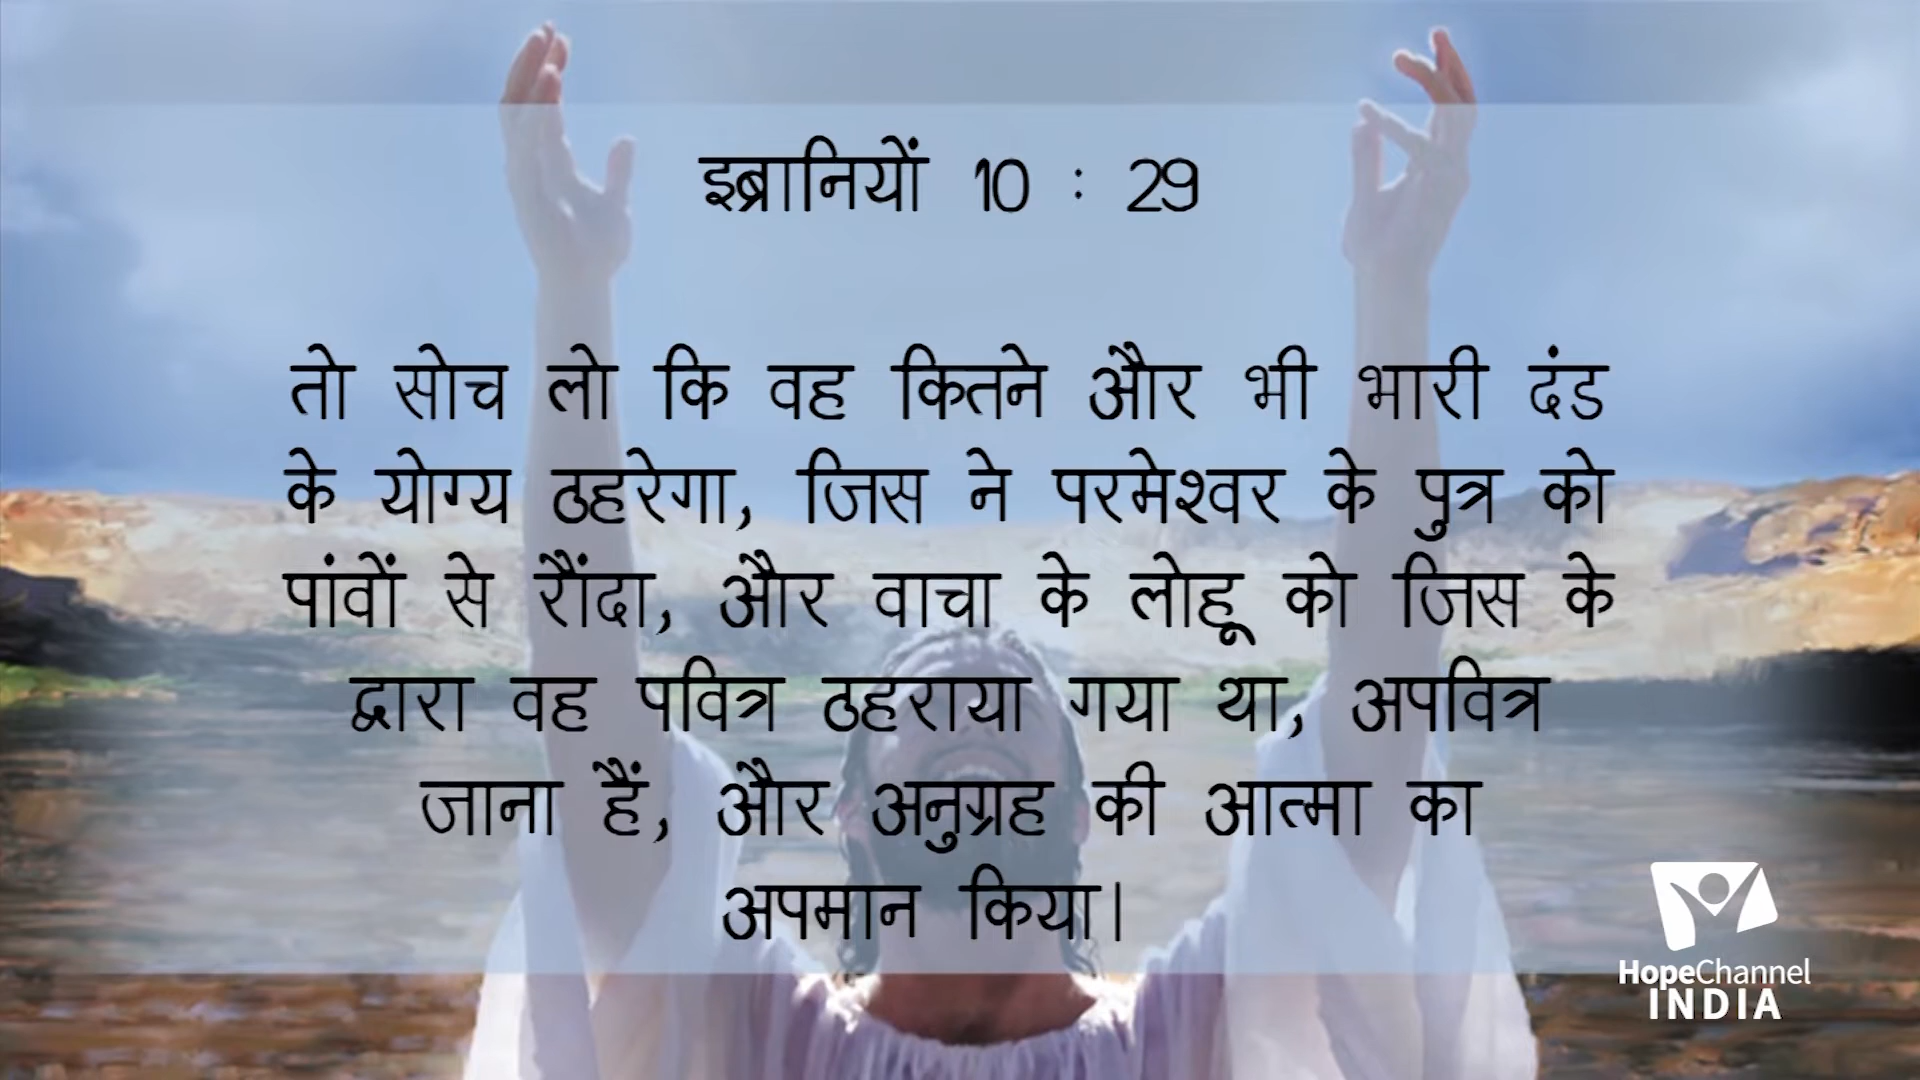 इब्रानियों 10 : 29
तो सोच लो कि वह कितने और भी भारी दंड
के योग्य ठहरेगा, जिस ने परमेश्वर के पुत्र को
पांवों से रौंदा, और वाचा के लोहू को जिस के
द्वारा वह पवित्र ठहराया गया था, अपवित्र
जाना हैं, और अनुग्रह की आत्मा का
अपमान किया।
HopeChannel
INDIA